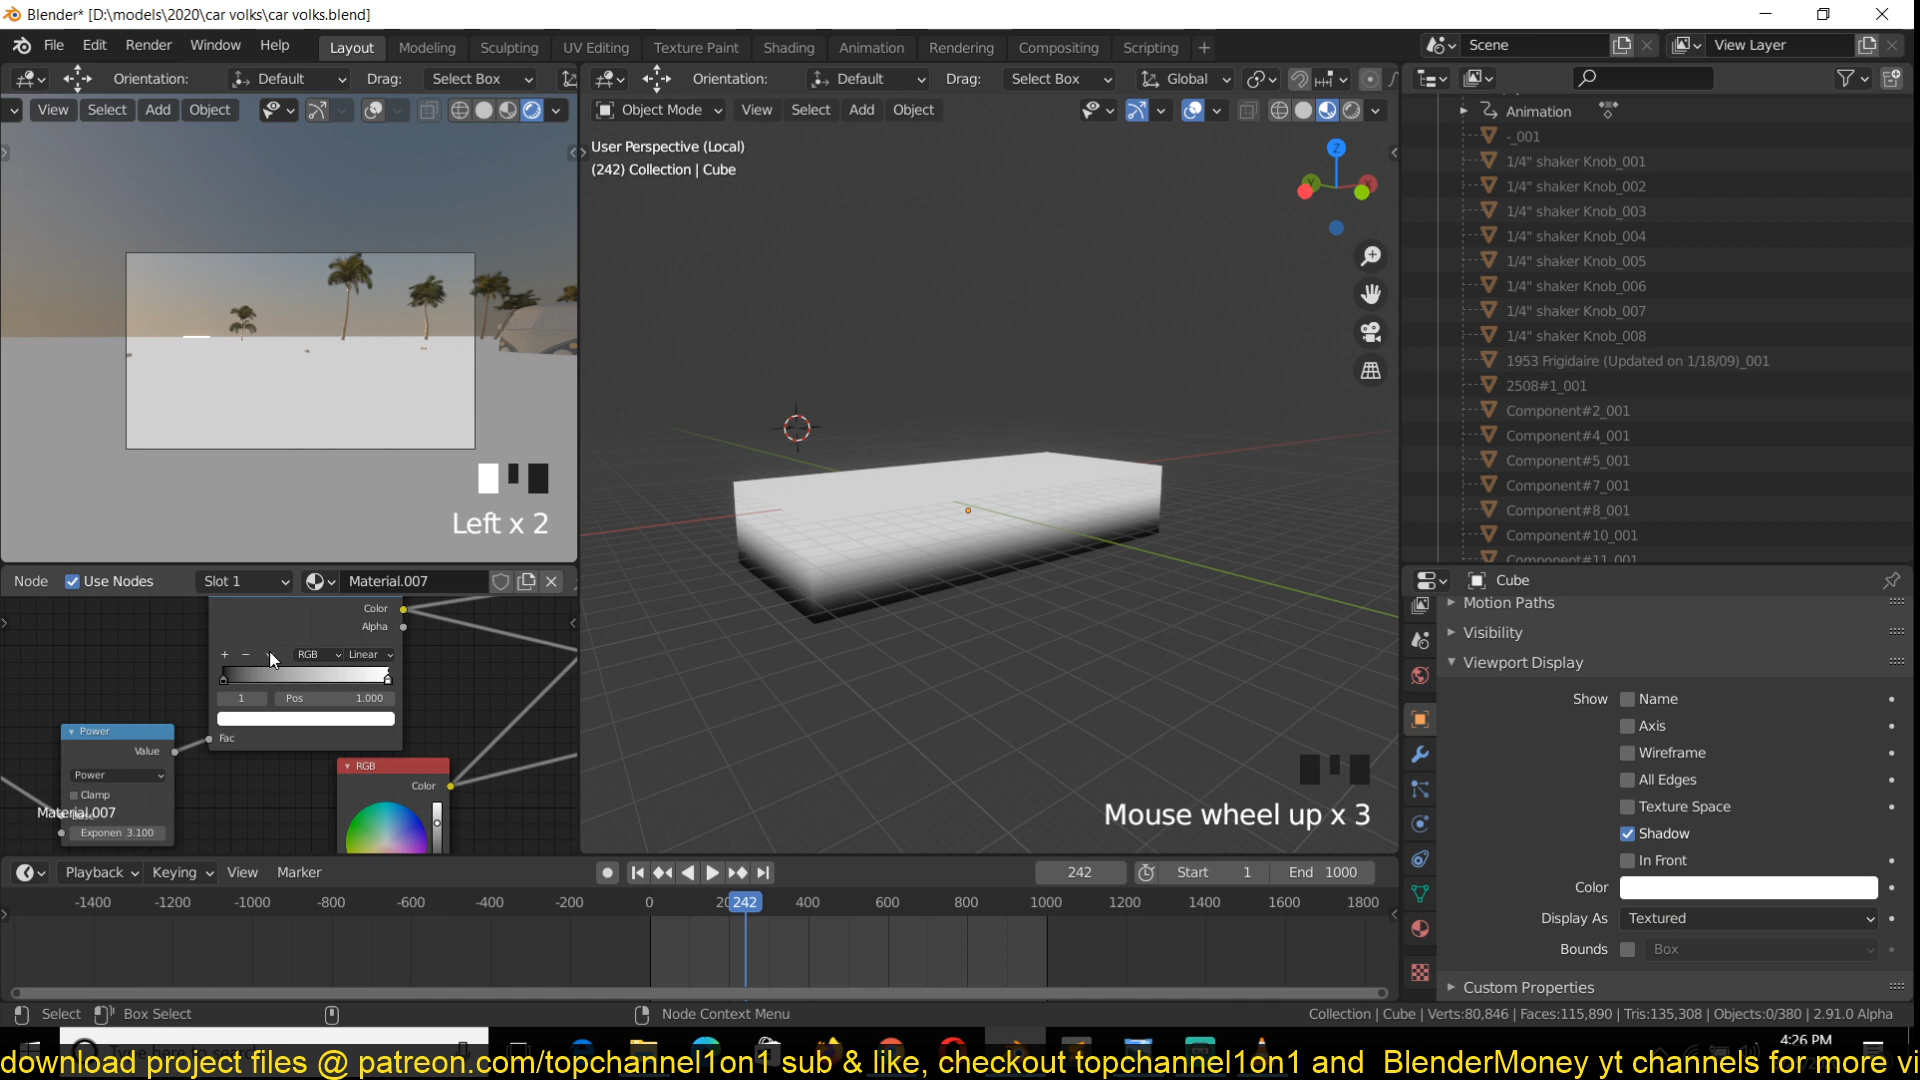 Blender* [D:\models\2020\car volks\car volks.blend]
File Edit Render Window Help
Layout Modeling Sculpting UV Editing Texture Paint Shading Animation Rendering Compositing Scripting +
Scene
View Layer
Orientation: Default Drag: Select Box
Orientation: Default Drag: Select Box Global
View Select Add Object
Object Mode View Select Add Object
User Perspective (Local)
(242) Collection | Cube
Z
Animation
-_001
1/4" shaker Knob_001
1/4" shaker Knob_002
1/4" shaker Knob_003
1/4" shaker Knob_004
1/4" shaker Knob_005
1/4" shaker Knob_006
1/4" shaker Knob_007
1/4" shaker Knob_008
1953 Frigidaire (Updated on 1/18/09)_001
2508#1_001
Component#2_001
Component#4_001
Component#5_001
Component#7_001
Component#8_001
Component#10_001
Component#11_001
Left x 2
Mouse wheel up x 3
Node Use Nodes Slot 1 Material.007
Color
Alpha
+ − RGB Linear
1 Pos 1.000
Fac
Power
Value
Power
Clamp
Exponen 3.100
Material.007
RGB
Color
Cube
Motion Paths
Visibility
Viewport Display
Show Name
Axis
Wireframe
All Edges
Texture Space
Shadow
In Front
Color
Display As Textured
Bounds Box
Custom Properties
Playback Keying View Marker
242 Start 1 End 1000
-1400 -1200 -1000 -800 -600 -400 -200 0 242 400 600 800 1000 1200 1400 1600 1800
Select Box Select Node Context Menu
Collection | Cube | Verts:80,846 | Faces:115,890 | Tris:135,308 | Objects:0/380 | 2.91.0 Alpha
4:26 PM
download project files @ patreon.com/topchannel1on1 sub & like, checkout topchannel1on1 and BlenderMoney yt channels for more vi